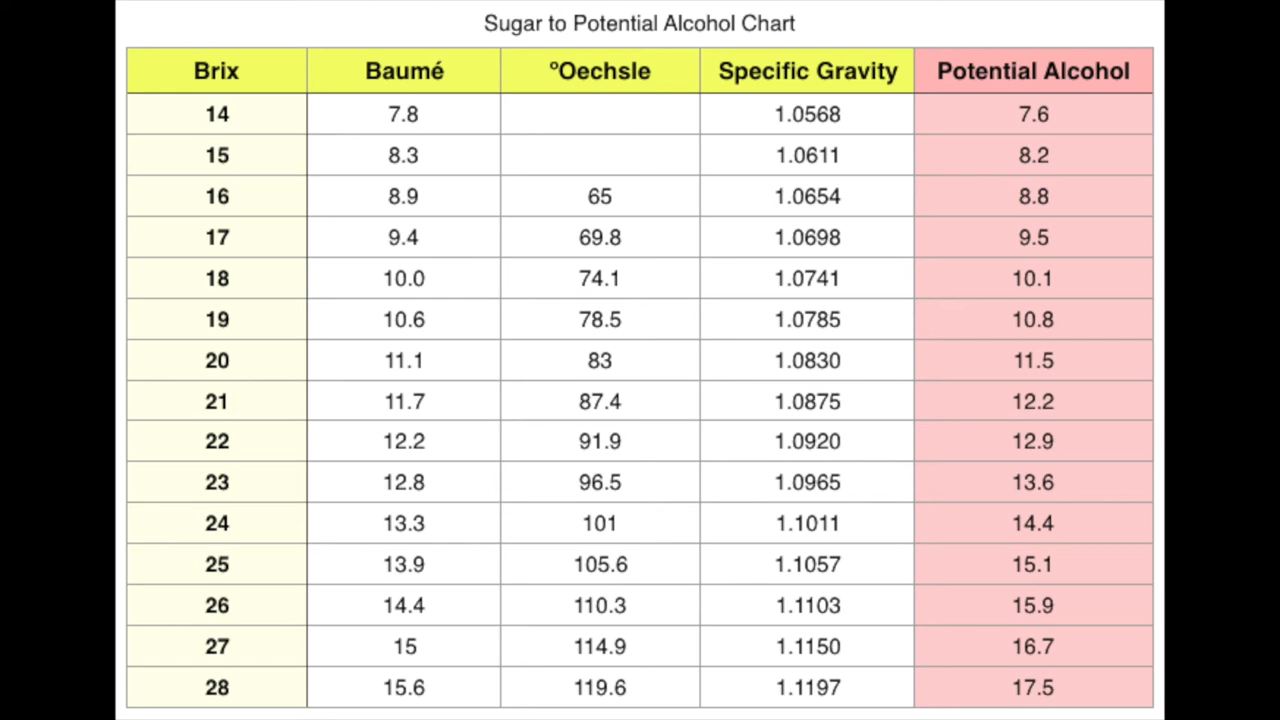 Sugar to Potential Alcohol Chart
Brix Baumé ºOechsle Specific Gravity Potential Alcohol
14 7.8 1.0568 7.6
15 8.3 1.0611 8.2
16 8.9 65 1.0654 8.8
17 9.4 69.8 1.0698 9.5
18 10.0 74.1 1.0741 10.1
19 10.6 78.5 1.0785 10.8
20 11.1 83 1.0830 11.5
21 11.7 87.4 1.0875 12.2
22 12.2 91.9 1.0920 12.9
23 12.8 96.5 1.0965 13.6
24 13.3 101 1.1011 14.4
25 13.9 105.6 1.1057 15.1
26 14.4 110.3 1.1103 15.9
27 15 114.9 1.1150 16.7
28 15.6 119.6 1.1197 17.5